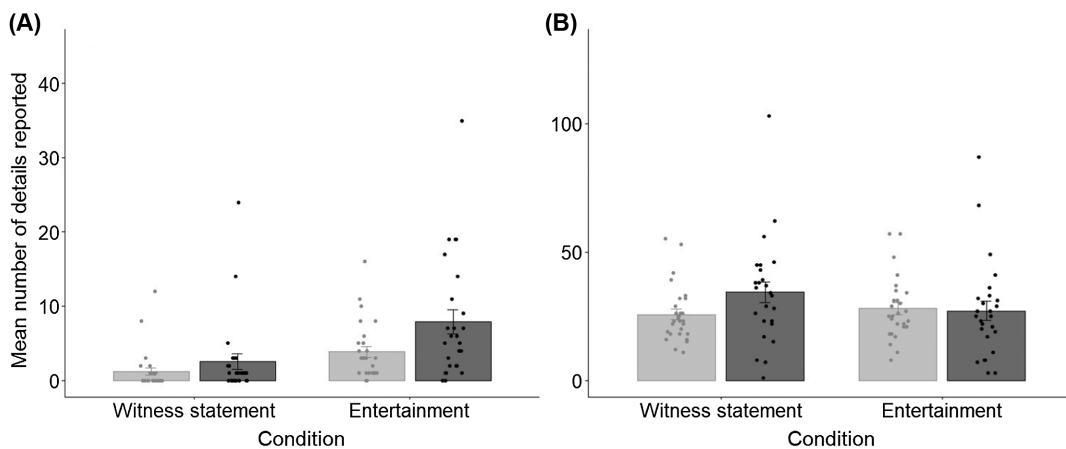 (A)
Mean number of details reported
40
30
20
10
0
Witness statement
Entertainment
Condition
(B)
100
50
0
Witness statement
Entertainment
Condition